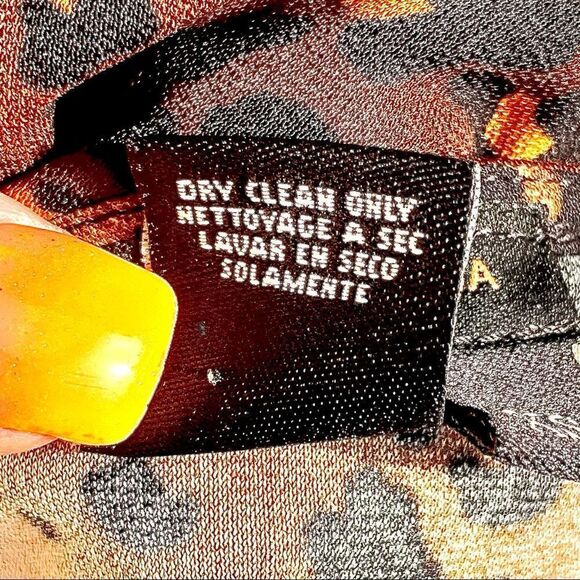 DRY CLEAN ONLY
NETTOYAGE A SEC
LAVAR EN SECO
SOLAMENTE
A